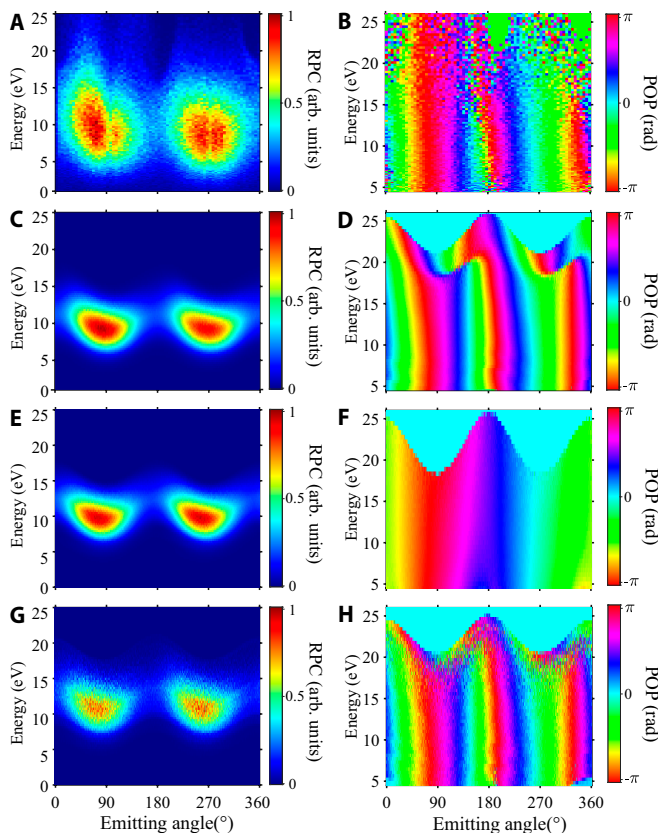 A
25
20
15
10
5
0
Energy (eV)
1
0.5
0
RPC (arb. units)
B
25
20
15
10
5
Energy (eV)
π
0
-π
POP (rad)
C
25
20
15
10
5
0
Energy (eV)
1
0.5
0
RPC (arb. units)
D
25
20
15
10
5
Energy (eV)
π
0
-π
POP (rad)
E
25
20
15
10
5
0
Energy (eV)
1
0.5
0
RPC (arb. units)
F
25
20
15
10
5
Energy (eV)
π
0
-π
POP (rad)
G
25
20
15
10
5
0
Energy (eV)
0 90 180 270 360
Emitting angle(°)
1
0.5
0
RPC (arb. units)
H
25
20
15
10
5
Energy (eV)
0 90 180 270 360
Emitting angle(°)
π
0
-π
POP (rad)